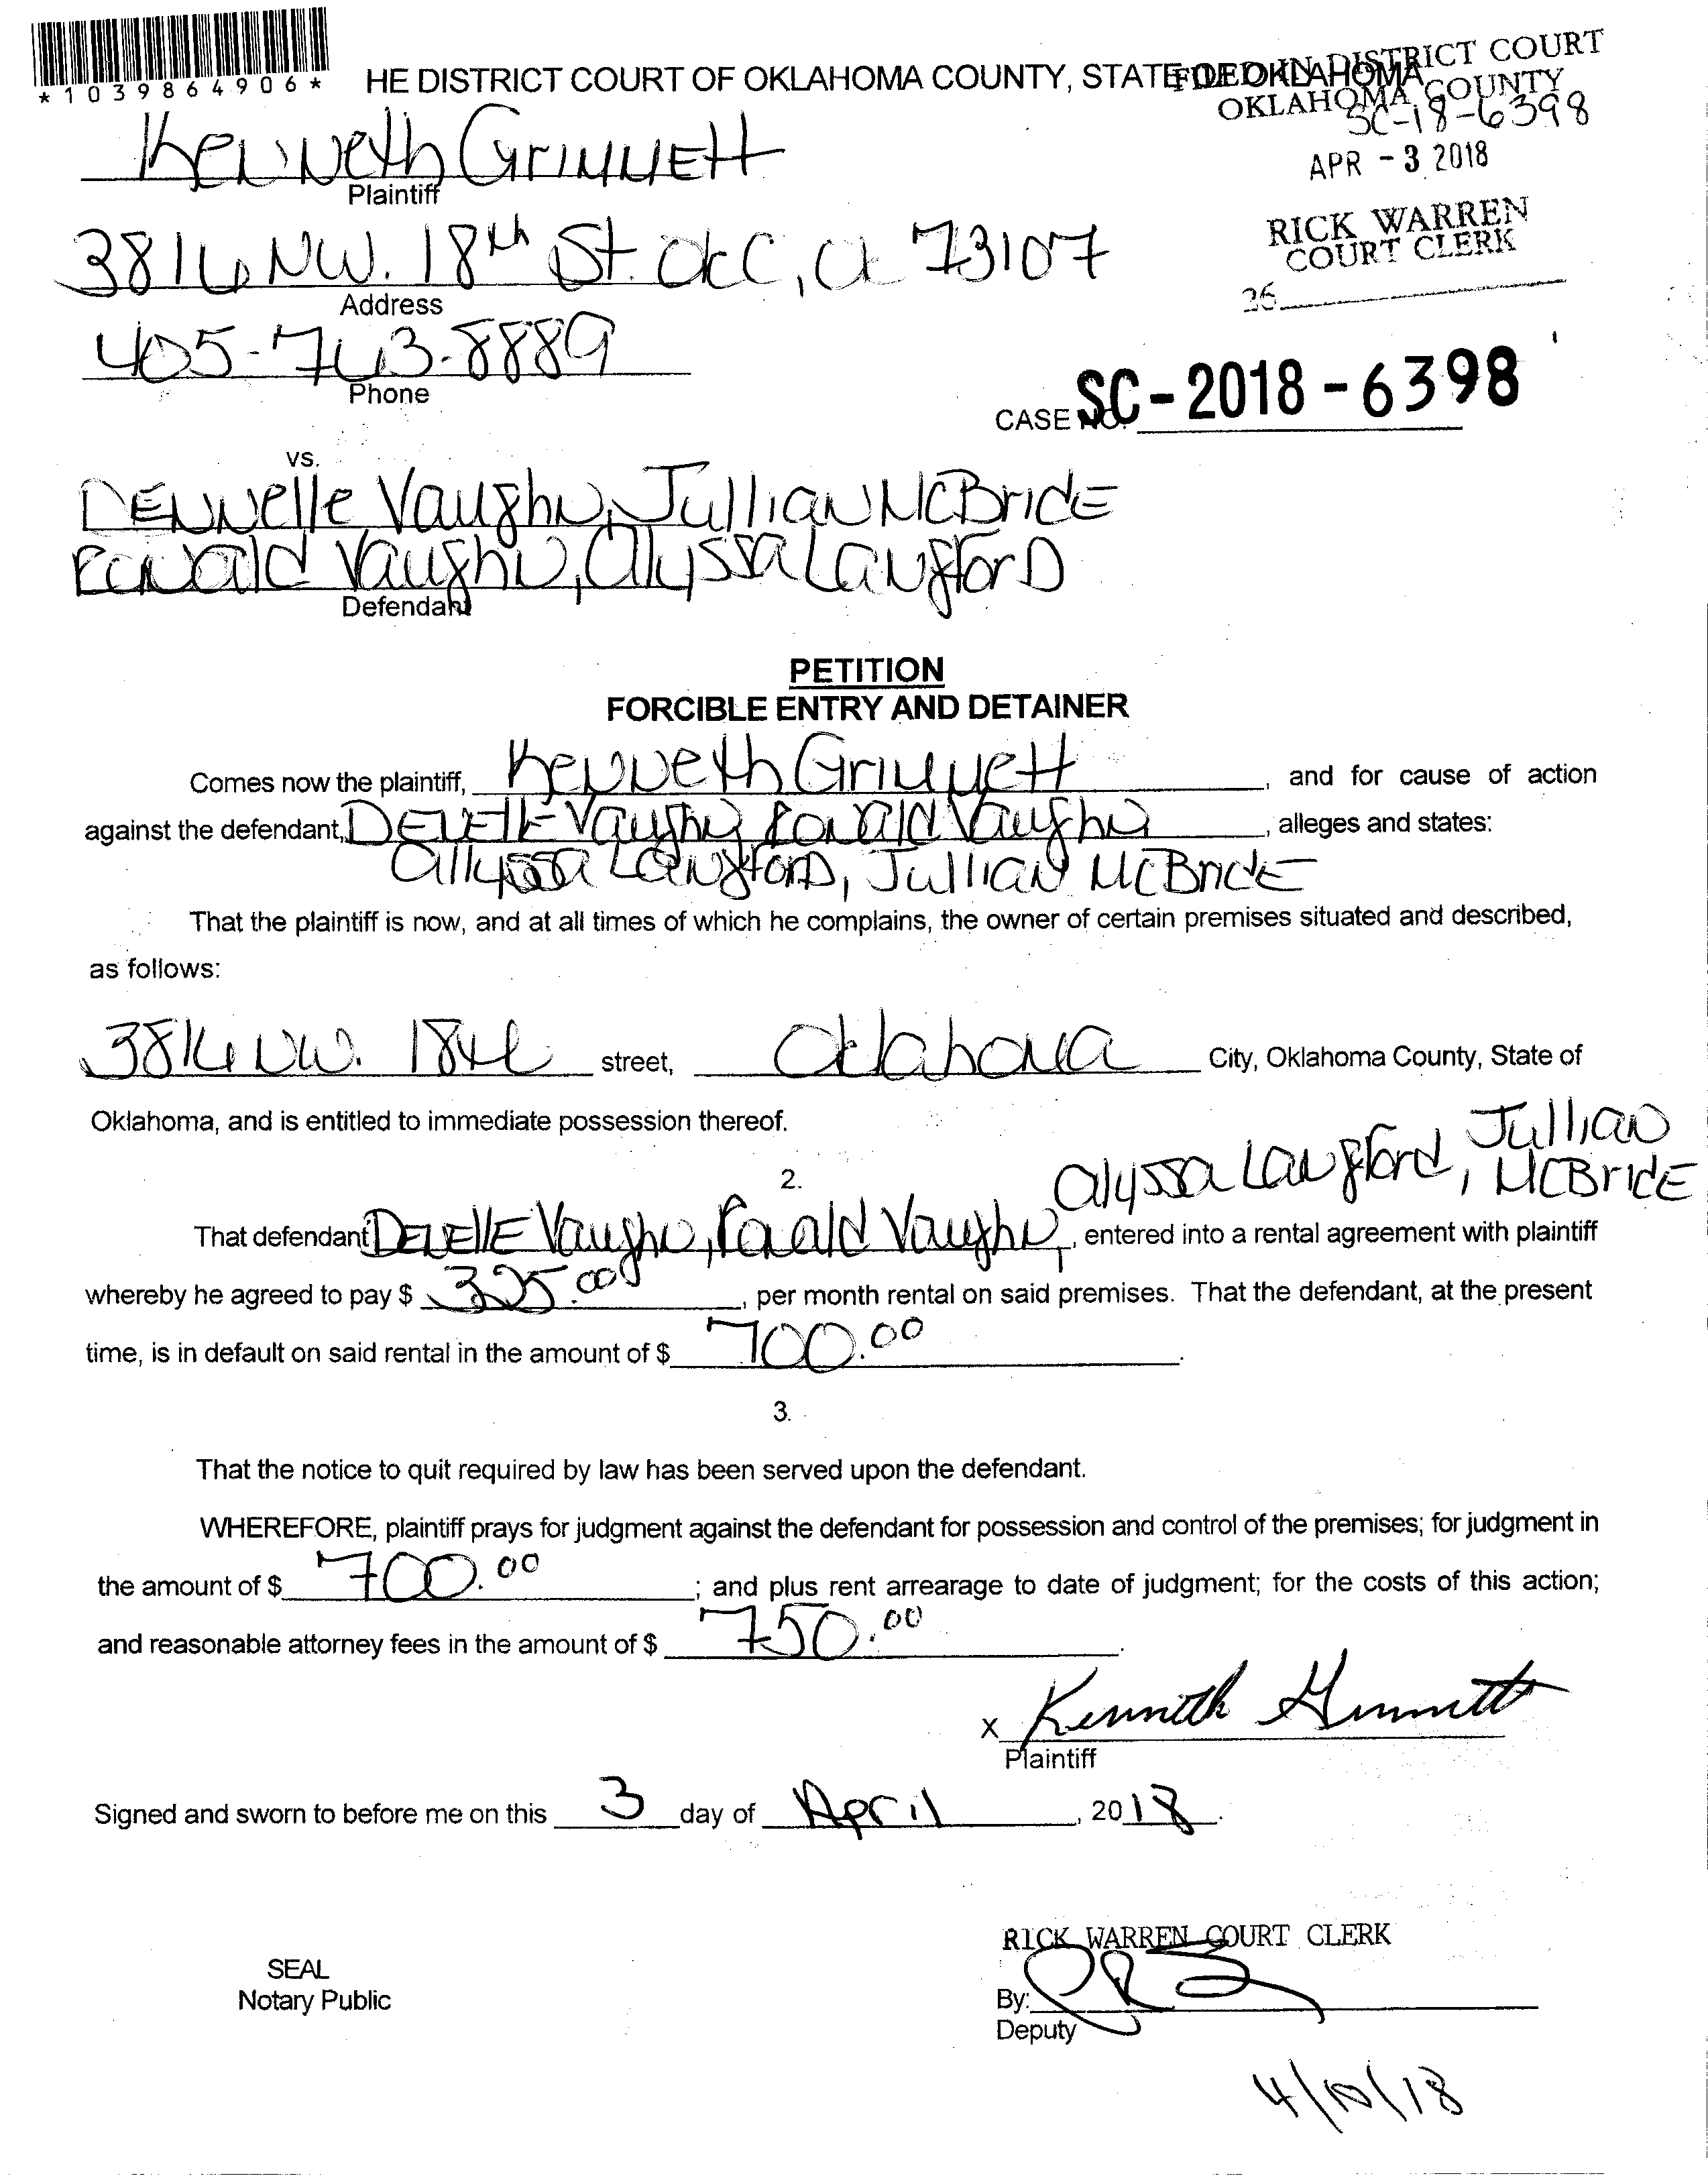 *1039864906*
HE DISTRICT COURT OF OKLAHOMA COUNTY, STATE OF OKLAHOMA
FILED IN DISTRICT COURT
OKLAHOMA COUNTY
SC-18-6398
APR - 3 2018
RICK WARREN
COURT CLERK
26
Kenneth Grimmett
Plaintiff
3816 NW. 18th St. OKC, Ok 73107
Address
405-763-8889
Phone
CASE NO. SC-2018-6398
vs.
Dennelle Vaughn, Jullian McBride
Ronald Vaughn, Alyssa Langford
Defendant
PETITION
FORCIBLE ENTRY AND DETAINER
Comes now the plaintiff, Kenneth Grimmett, and for cause of action
against the defendant, Denelle Vaughn Ronald Vaughn, alleges and states:
Allyssa Langford, Jullian McBride
That the plaintiff is now, and at all times of which he complains, the owner of certain premises situated and described,
as follows:
3816 NW. 18th street, Oklahoma City, Oklahoma County, State of
Oklahoma, and is entitled to immediate possession thereof.
2.
Alyssa Langford, Jullian McBride
That defendant Denelle Vaughn, Ronald Vaughn, entered into a rental agreement with plaintiff
whereby he agreed to pay $ 325.00, per month rental on said premises. That the defendant, at the present
time, is in default on said rental in the amount of $ 700.00.
3.
That the notice to quit required by law has been served upon the defendant.
WHEREFORE, plaintiff prays for judgment against the defendant for possession and control of the premises; for judgment in
the amount of $ 700.00; and plus rent arrearage to date of judgment; for the costs of this action;
and reasonable attorney fees in the amount of $ 750.00.
x Kenneth Grimmett
Plaintiff
Signed and sworn to before me on this 3 day of April, 2018.
RICK WARREN COURT CLERK
SEAL
Notary Public
By:
Deputy
4/10/18